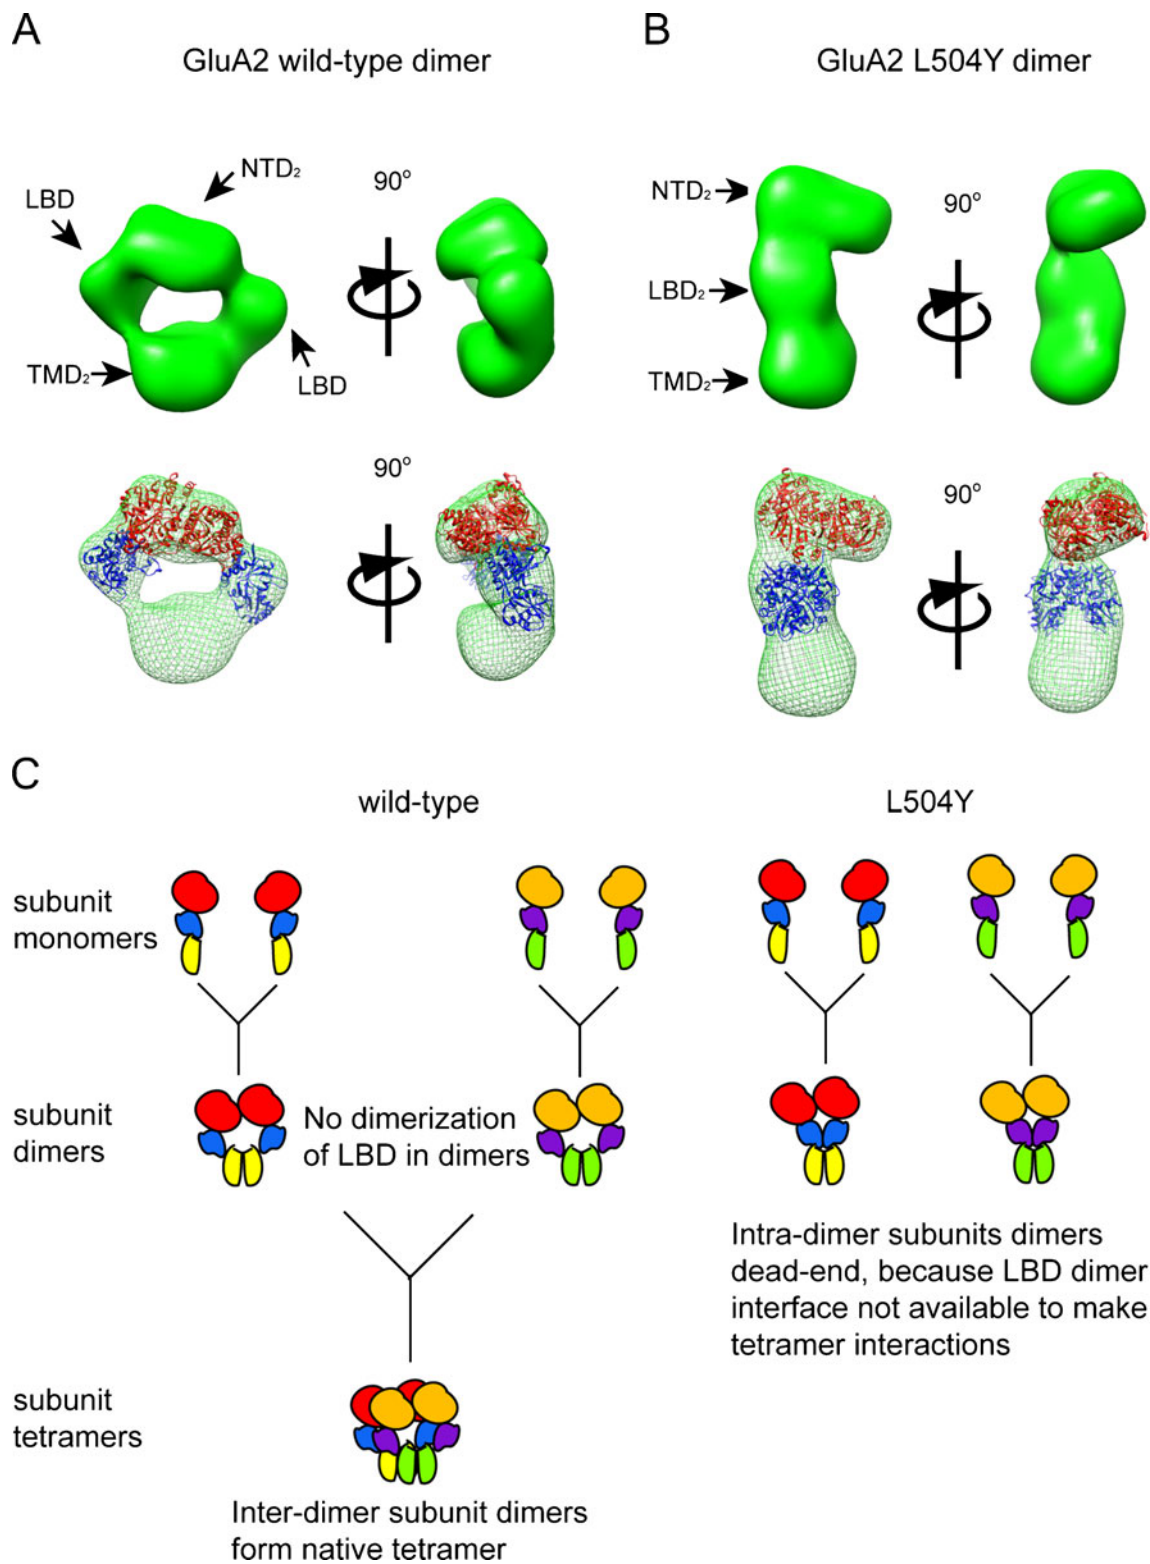 A
GluA2 wild-type dimer
LBD
NTD₂
90°
TMD₂
LBD
90°
B
GluA2 L504Y dimer
NTD₂
90°
LBD₂
TMD₂
90°
C
wild-type
L504Y
subunit
monomers
subunit
dimers
No dimerization
of LBD in dimers
Intra-dimer subunits dimers
dead-end, because LBD dimer
interface not available to make
tetramer interactions
subunit
tetramers
Inter-dimer subunit dimers
form native tetramer